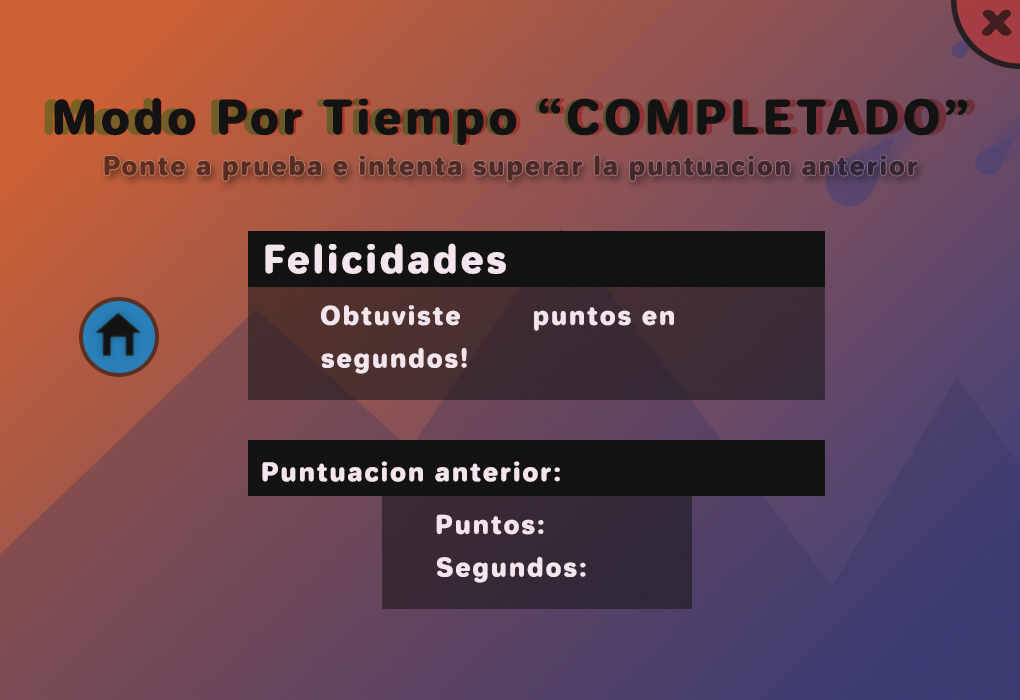 Modo Por Tiempo “COMPLETADO”
Ponte a prueba e intenta superar la puntuacion anterior
Felicidades
Obtuviste puntos en
segundos!
Puntuacion anterior:
Puntos:
Segundos: